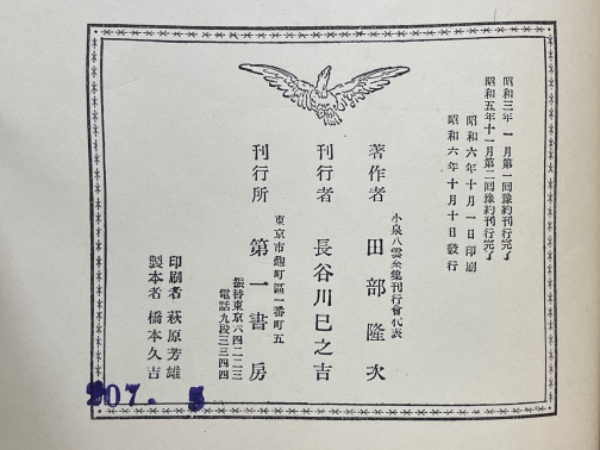 昭和三年一月第一回豫約刊行完了
昭和五年十一月第二回豫約刊行完了
昭和六年十月一日印刷
昭和六年十月十日發行
小泉八雲全集刊行會代表
著作者 田部隆次
刊行者 長谷川巳之吉
東京市麴町區一番町五
刊行所 第一書房
振替東京六四二二三
電話九段三三四四
印刷者 萩原芳雄
製本者 橋本久吉
207. 5